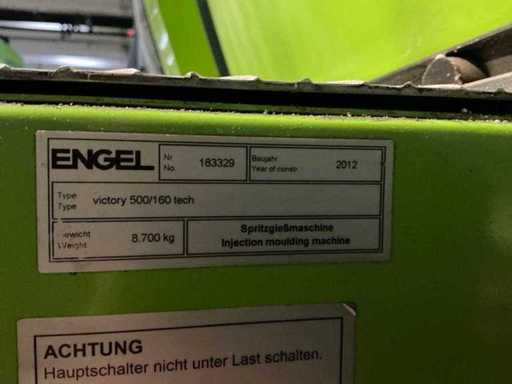 ENGEL
Nr
No.
183329
Baujahr
Year of constr
2012
Type
Type
victory 500/160 tech
Weight
8.700 kg
Spritzgießmaschine
Injection moulding machine
ACHTUNG
Hauptschalter nicht unter Last schalten.